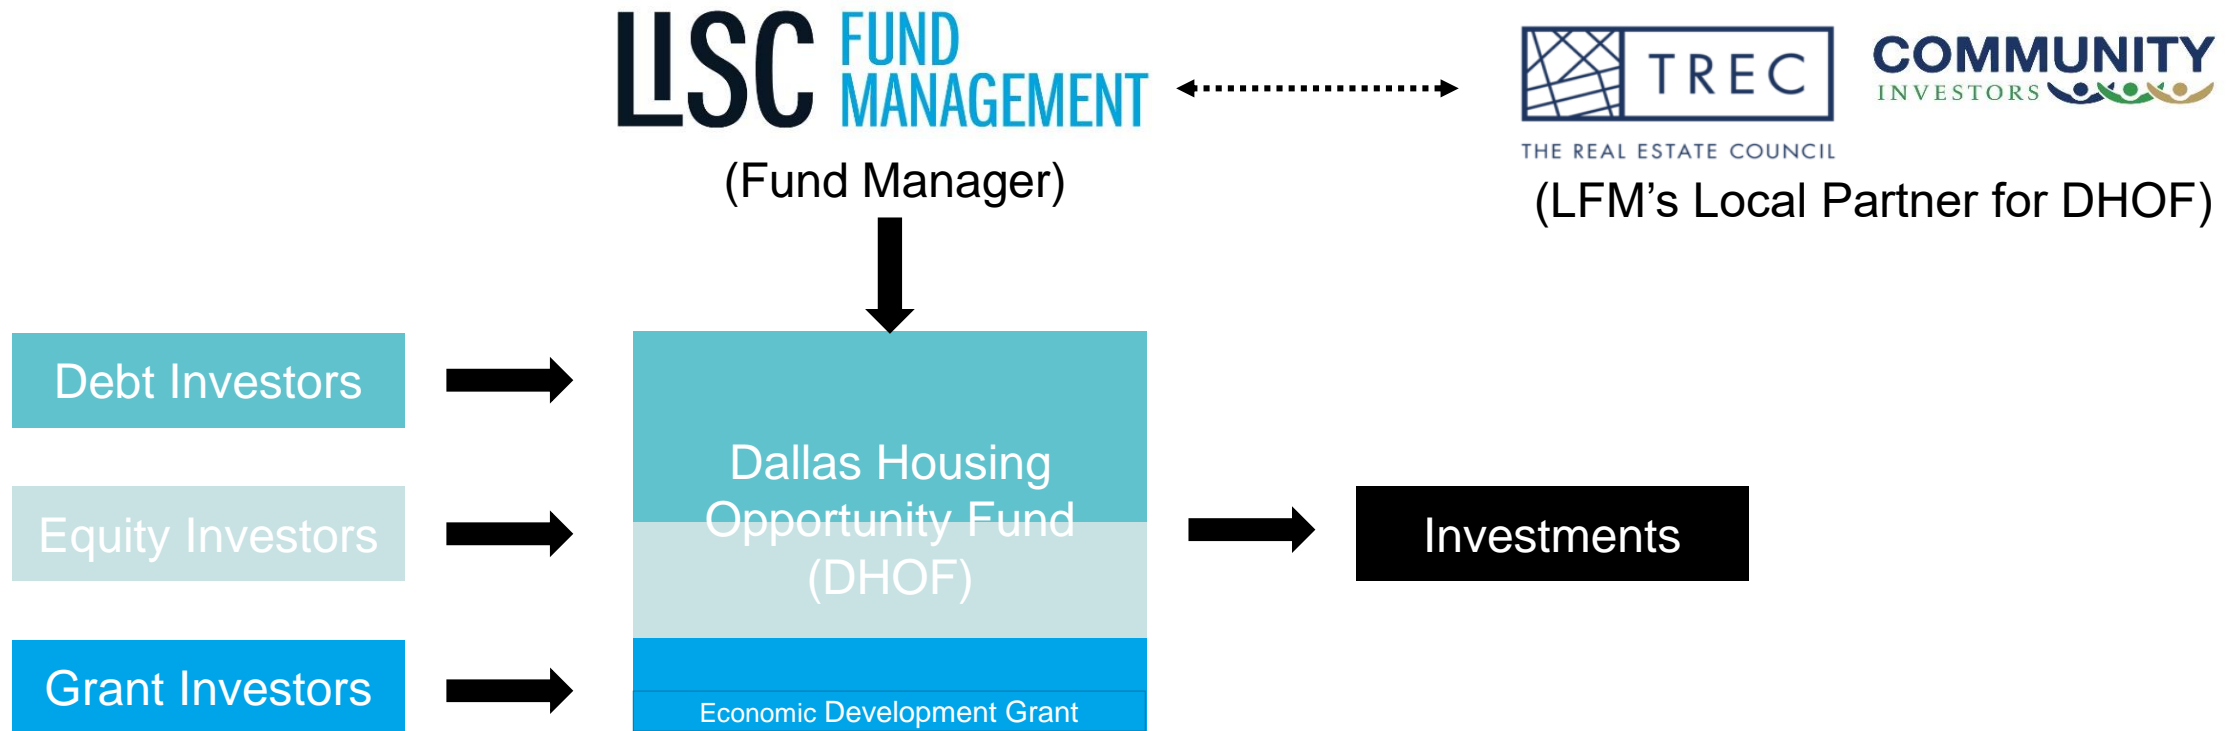 LISC FUND
MANAGEMENT
(Fund Manager)
TREC
THE REAL ESTATE COUNCIL
COMMUNITY
INVESTORS
(LFM's Local Partner for DHOF)
Debt Investors
Equity Investors
Grant Investors
Dallas Housing
Opportunity Fund
(DHOF)
Economic Development Grant
Investments